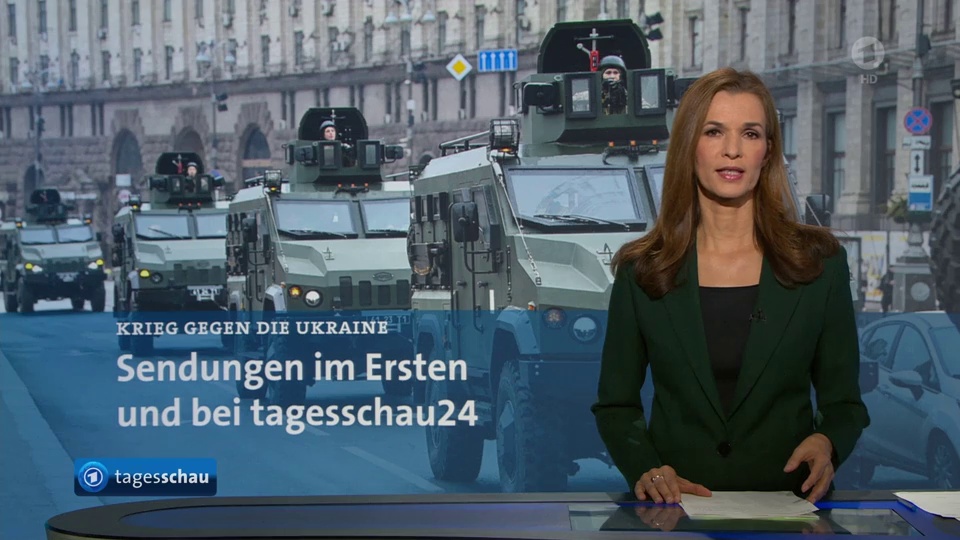 HD
KRIEG GEGEN DIE UKRAINE
Sendungen im Ersten
und bei tagesschau24
tagesschau